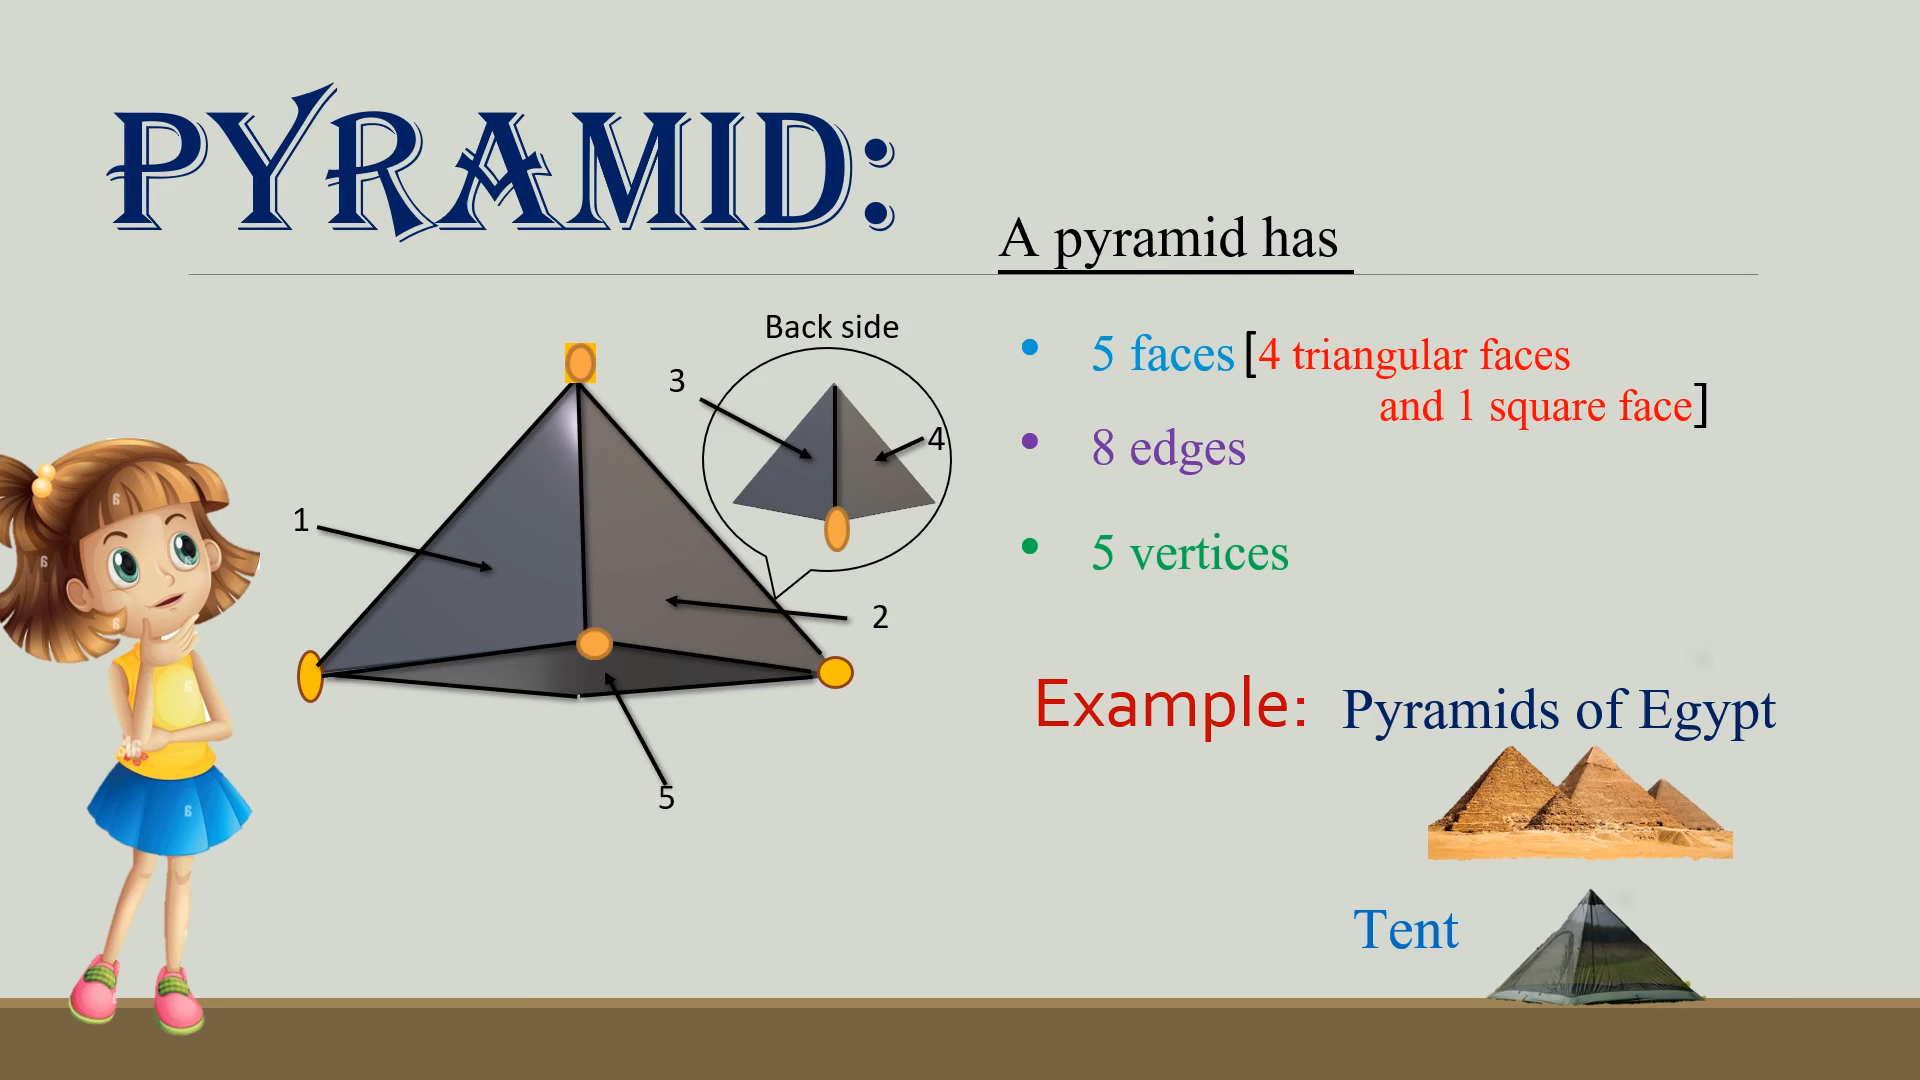 PYRAMID:
A pyramid has
Back side
3
4
1
2
5
• 5 faces [4 triangular faces
and 1 square face]
• 8 edges
• 5 vertices
Example: Pyramids of Egypt
Tent